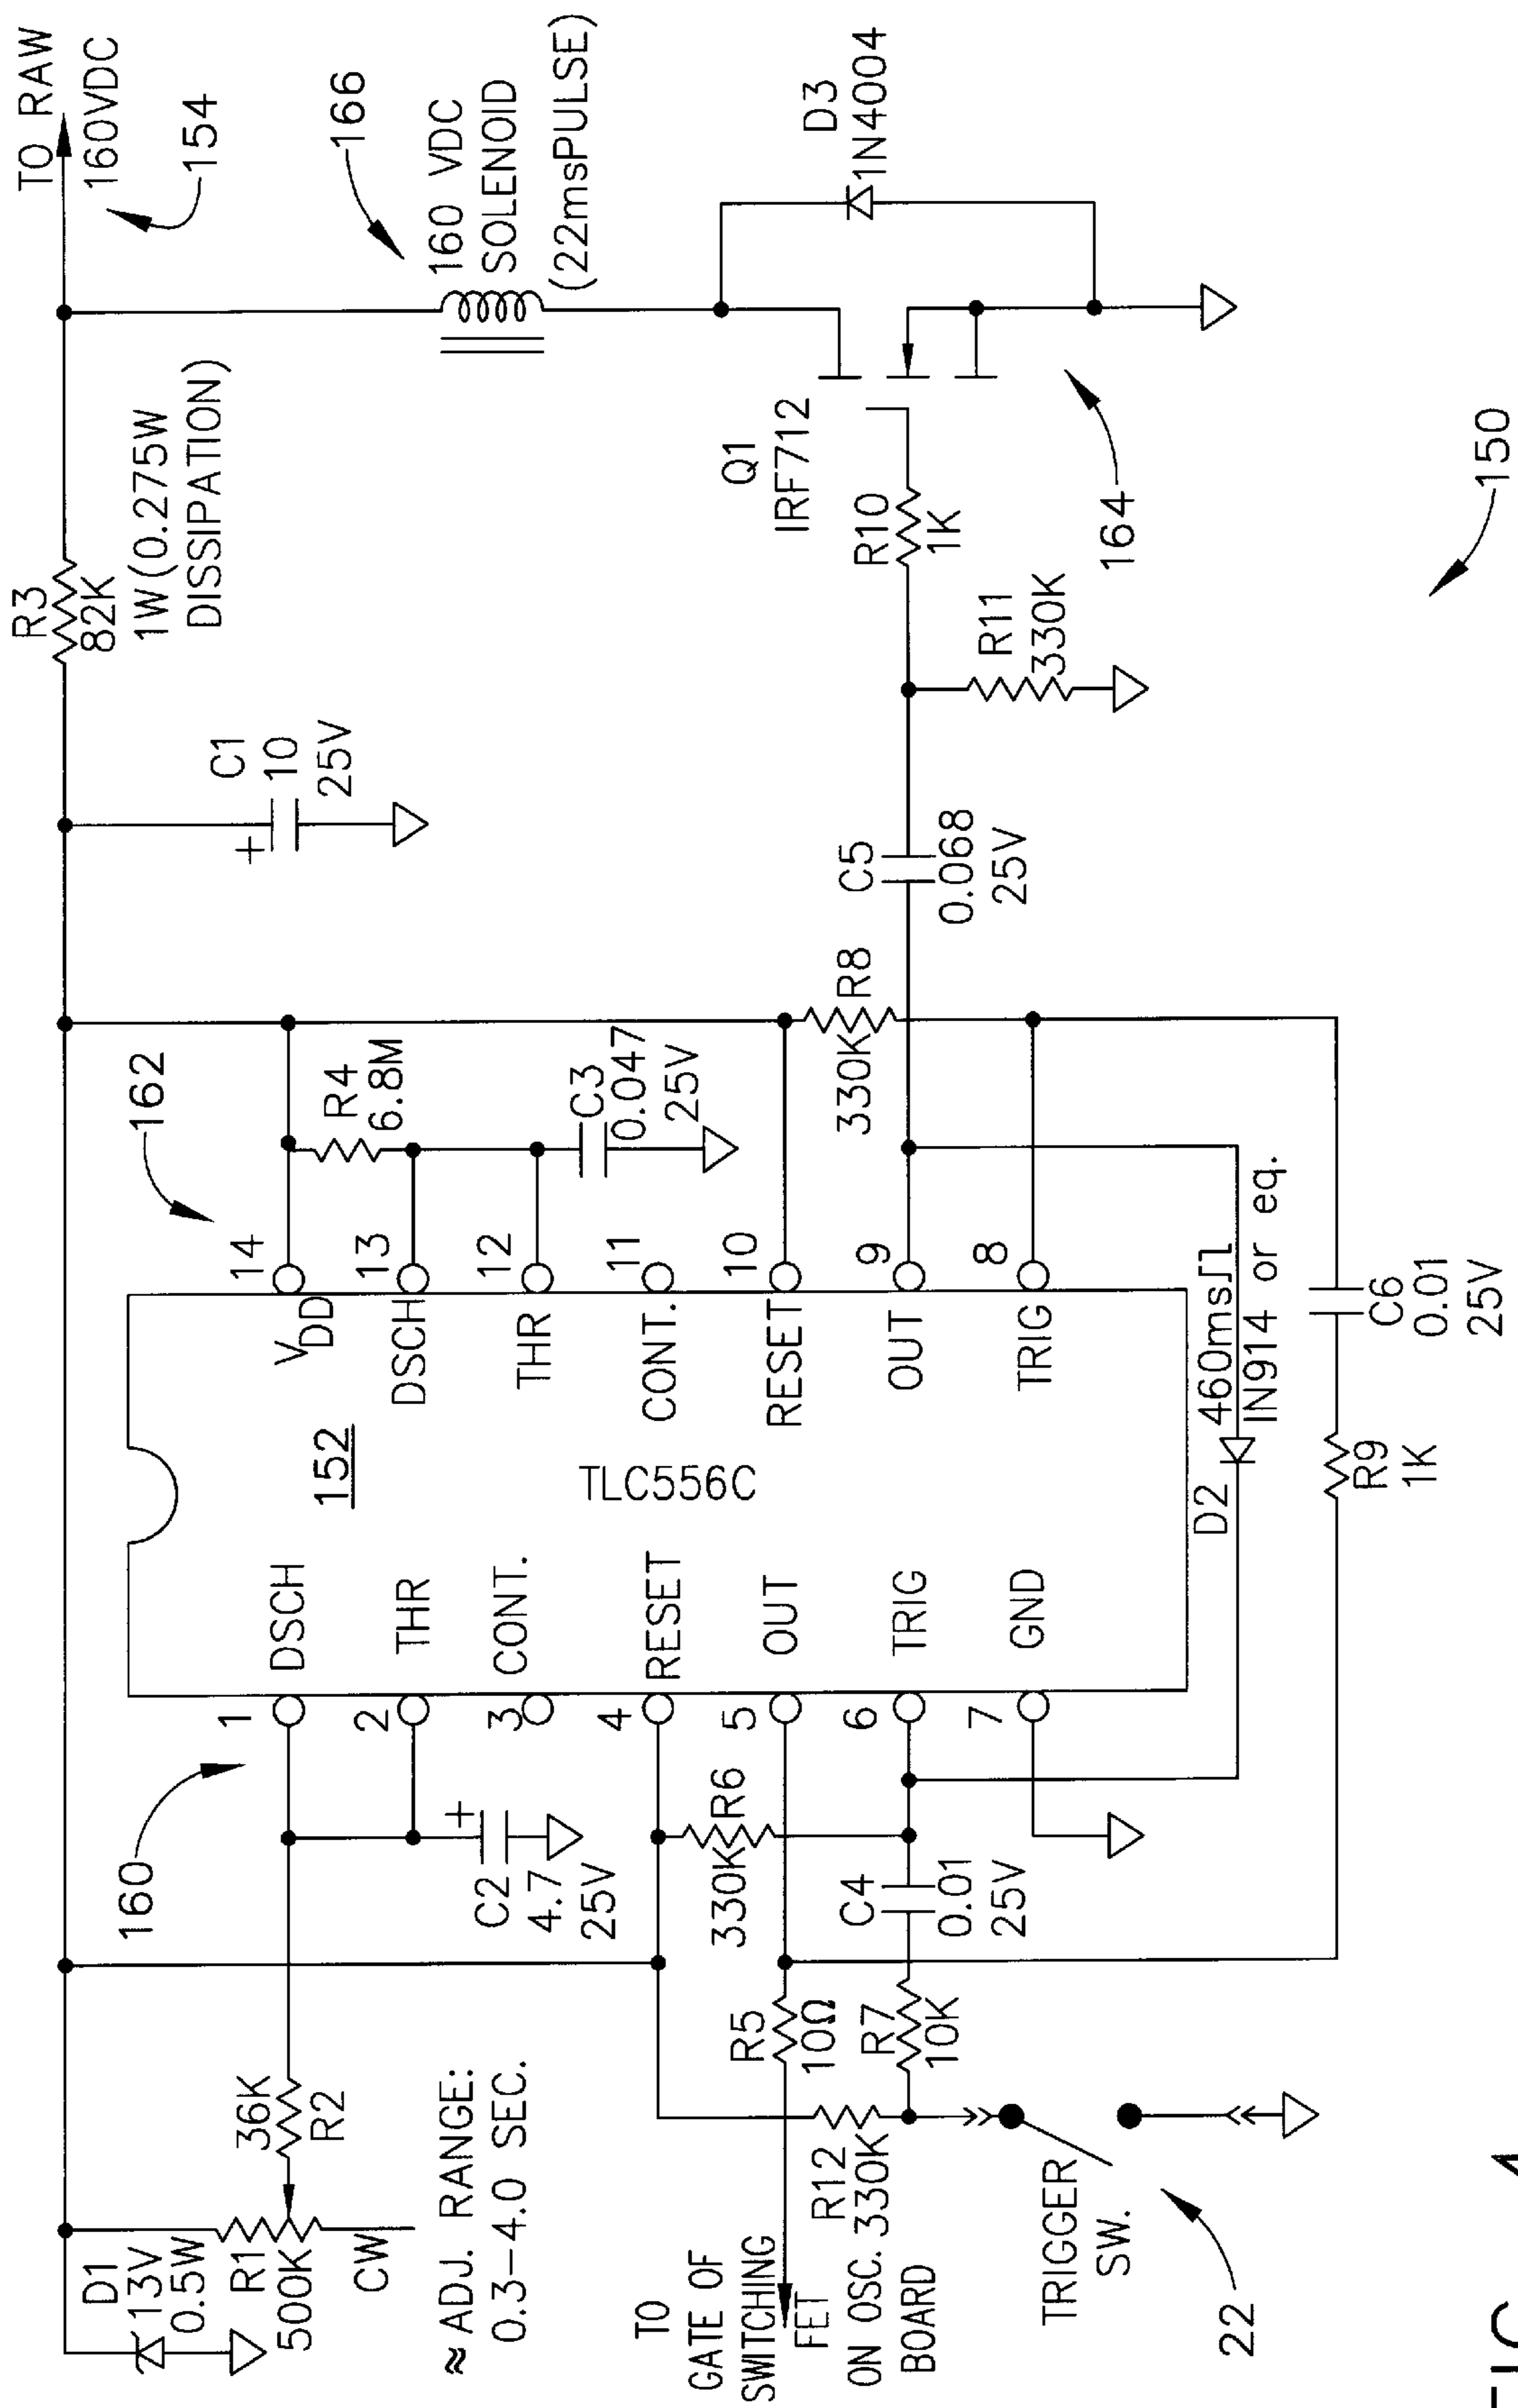 TO RAW
160VDC
154
R3
82K
1W(0.275W
DISSIPATION)
166
160 VDC
SOLENOID
(22msPULSE)
D3
1N4004
C1
+
10
25V
Q1
IRF712
R10
1K
164
R11
330K
C5
0.068
25V
150
162
R4
6.8M
C3
0.047
25V
R8
330K
14
13
12
11
10
9
8
VDD
DSCH
THR
CONT.
RESET
OUT
TRIG
152
TLC556C
DSCH
THR
CONT.
RESET
OUT
TRIG
GND
1
2
3
4
5
6
7
460ms
D2
IN914 or eq.
C6
0.01
25V
R9
1K
160
+
C2
4.7
25V
R6
330K
C4
0.01
25V
R5
10Ω
R7
10K
36K
R2
D1
13V
0.5W
R1
500K
CW
≈ ADJ. RANGE:
0.3-4.0 SEC.
TO
GATE OF
SWITCHING
FET
ON OSC.
BOARD
R12
330K
TRIGGER
SW.
22